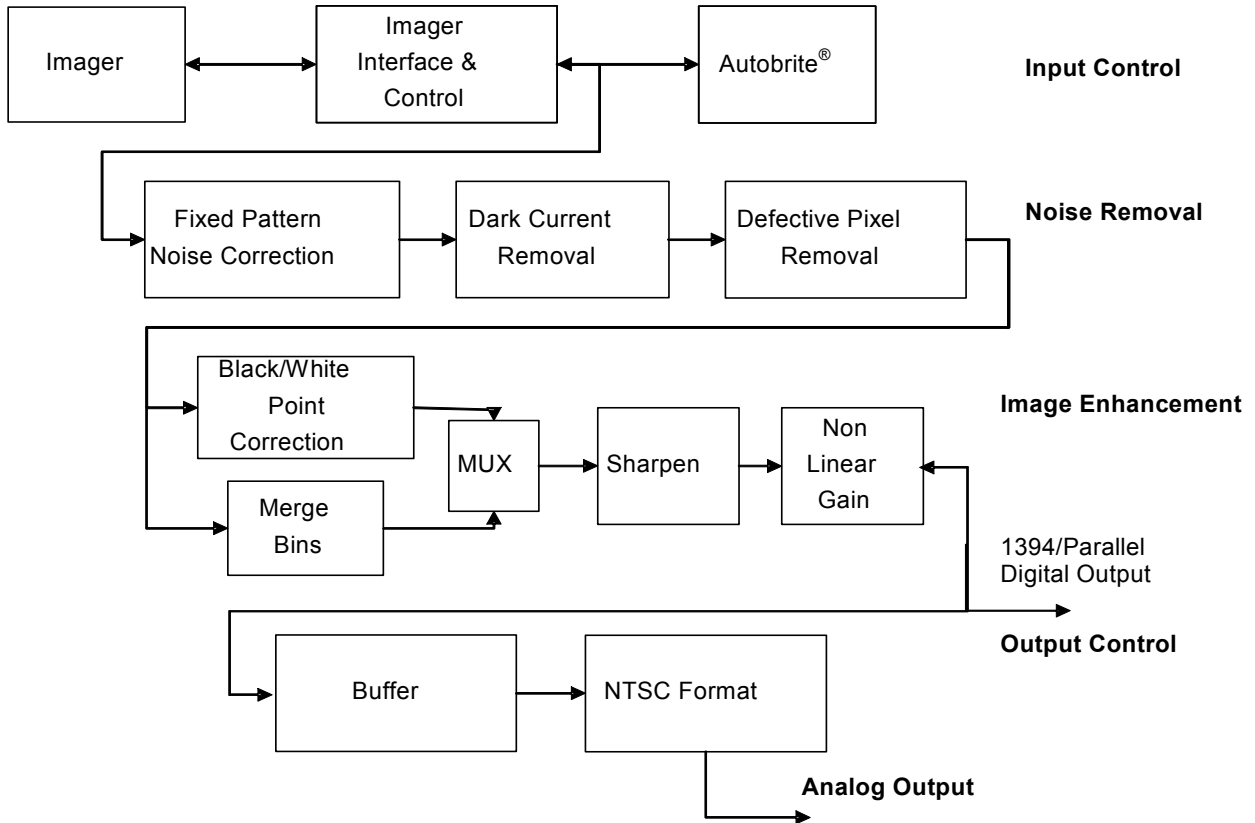 Imager
Imager
Interface &
Control
Autobrite®
Input Control
Fixed Pattern
Noise Correction
Dark Current
Removal
Defective Pixel
Removal
Noise Removal
Black/White
Point
Correction
Merge
Bins
MUX
Sharpen
Non
Linear
Gain
Image Enhancement
1394/Parallel
Digital Output
Output Control
Buffer
NTSC Format
Analog Output